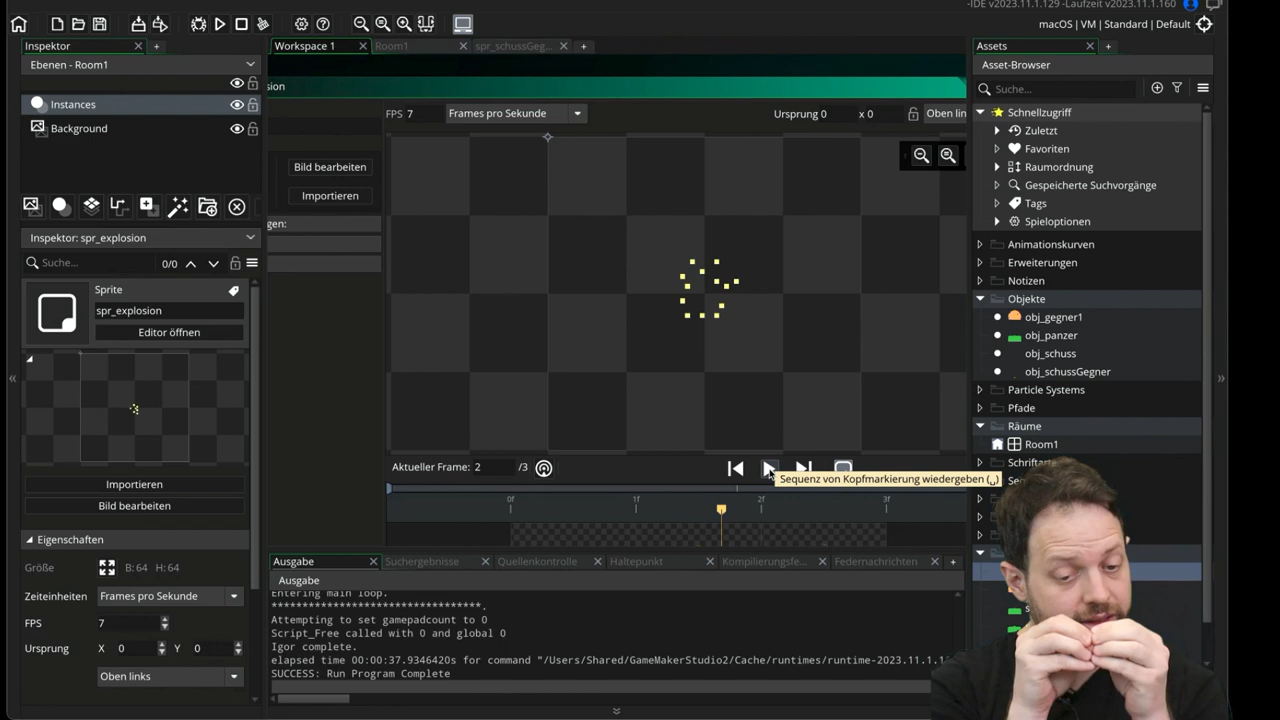 -IDE v2023.11.1.129 - Laufzeit v2023.11.1.160
macOS | VM | Standard | Default
Inspektor
Ebenen - Room1
Instances
Background
Inspektor: spr_explosion
Suche...
0/0
Sprite
spr_explosion
Editor öffnen
Importieren
Bild bearbeiten
Eigenschaften
Größe
B: 64 H: 64
Zeiteinheiten
Frames pro Sekunde
FPS
7
Ursprung
X
0
Y
0
Oben links
Workspace 1
Room1
spr_schussGeg...
sion
FPS
7
Frames pro Sekunde
Ursprung 0
x 0
Oben lin
Bild bearbeiten
Importieren
gen:
Aktueller Frame:
2
/3
Sequenz von Kopfmarkierung wiedergeben (␣)
0f
1f
2f
3f
Ausgabe
Suchergebnisse
Quellenkontrolle
Haltepunkt
Kompilierungsfe...
Federnachrichten
Ausgabe
Entering main loop.
**********************************.
Attempting to set gamepadcount to 0
Script_Free called with 0 and global 0
Igor complete.
elapsed time 00:00:37.9346420s for command "/Users/Shared/GameMakerStudio2/Cache/runtimes/runtime-2023.11.1.1
SUCCESS: Run Program Complete
Assets
Asset-Browser
Suche...
Schnellzugriff
Zuletzt
Favoriten
Raumordnung
Gespeicherte Suchvorgänge
Tags
Spieloptionen
Animationskurven
Erweiterungen
Notizen
Objekte
obj_gegner1
obj_panzer
obj_schuss
obj_schussGegner
Particle Systems
Pfade
Räume
Room1
Schriftar